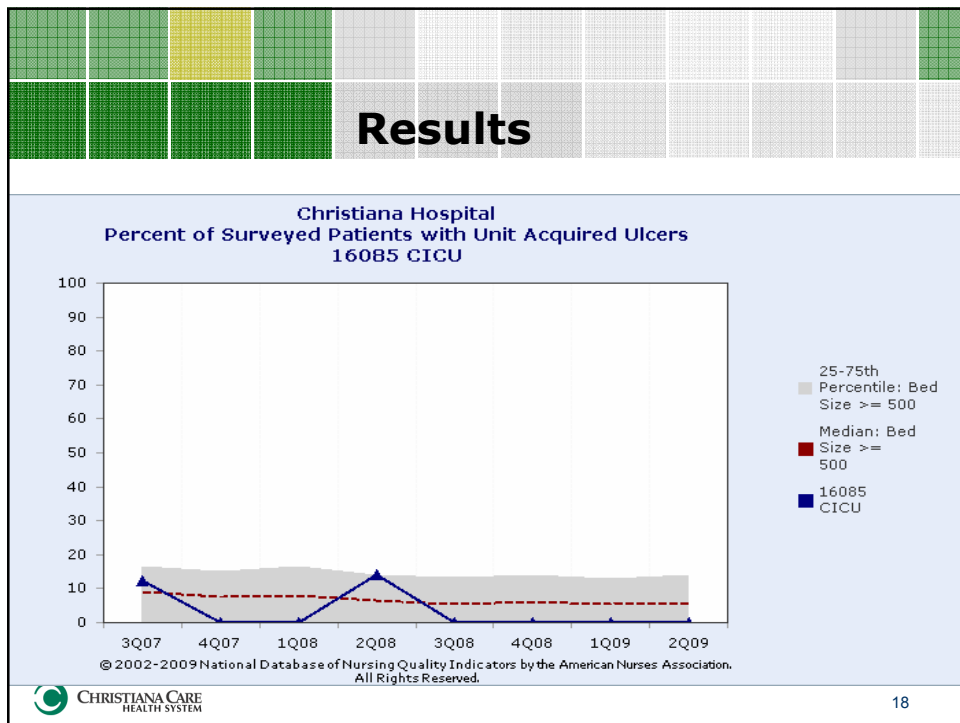 Results
Christiana Hospital
Percent of Surveyed Patients with Unit Acquired Ulcers
16085 CICU
100
90
80
70
60
50
40
30
20
10
0
3Q07 4Q07 1Q08 2Q08 3Q08 4Q08 1Q09 2Q09
25-75th
Percentile: Bed
Size >= 500
Median: Bed
Size >=
500
16085
CICU
© 2002-2009 National Database of Nursing Quality Indicators by the American Nurses Association.
All Rights Reserved.
CHRISTIANA CARE
HEALTH SYSTEM
18